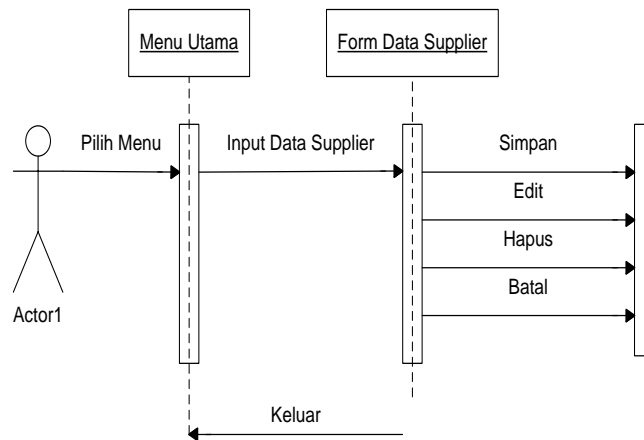 Menu Utama
Form Data Supplier
Pilih Menu
Input Data Supplier
Simpan
Edit
Hapus
Batal
Actor1
Keluar